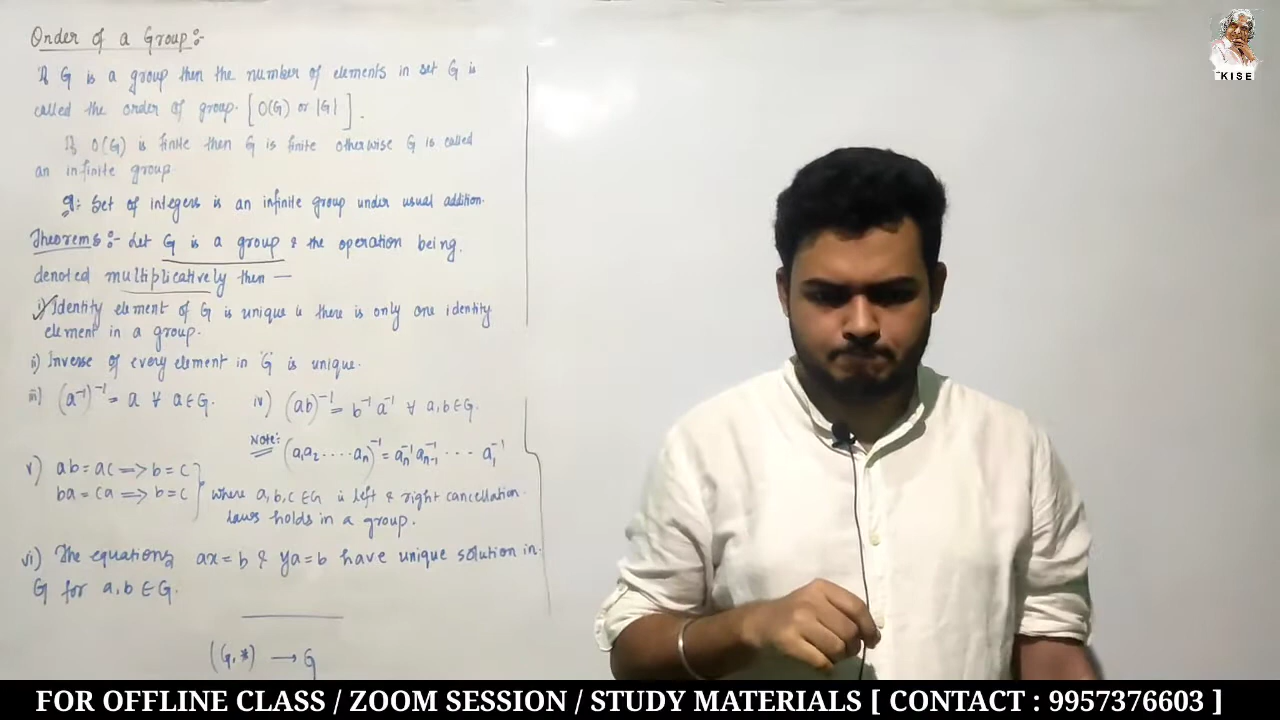 Order of a Group :-
If G is a group then the number of elements in set G is
called the order of group. [ O(G) or |G| ].
If O(G) is finite then G is finite otherwise G is called
an infinite group.
eg: Set of integers is an infinite group under usual addition.
Theorems :- Let G is a group & the operation being
denoted multiplicatively then —
i) Identity element of G is unique is there is only one identity
element in a group.
ii) Inverse of every element in 'G' is unique.
iii) (a⁻¹)⁻¹ = a ∀ a∈G.    iv) (ab)⁻¹ = b⁻¹ a⁻¹ ∀ a,b∈G.
Note: (a₁a₂.....aₙ)⁻¹ = aₙ⁻¹ aₙ₋₁⁻¹ ... a₁⁻¹
v) ab = ac => b = c
ba = ca => b = c } where a,b,c ∈ G is left & right cancellation
laws holds in a group.
vi) The equations ax = b & ya = b have unique solution in
G for a,b ∈ G.
(G, *) → G
KISE
FOR OFFLINE CLASS / ZOOM SESSION / STUDY MATERIALS [ CONTACT : 9957376603 ]